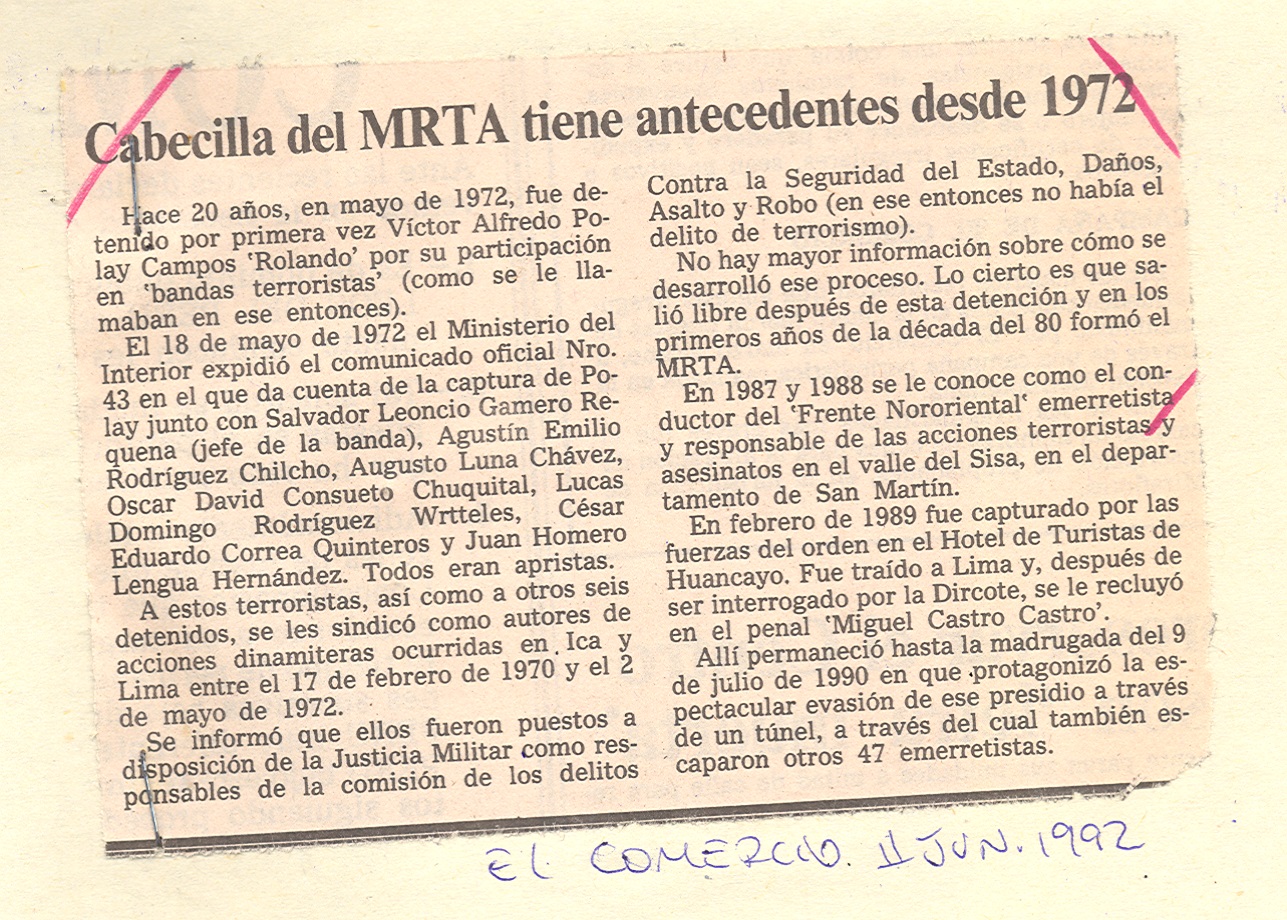 Cabecilla del MRTA tiene antecedentes desde 1972
Hace 20 años, en mayo de 1972, fue de-
tenido por primera vez Víctor Alfredo Po-
lay Campos ‘Rolando’ por su participación
en ‘bandas terroristas’ (como se le lla-
maban en ese entonces).
El 18 de mayo de 1972 el Ministerio del
Interior expidió el comunicado oficial Nro.
43 en el que da cuenta de la captura de Po-
lay junto con Salvador Leoncio Gamero Re-
quena (jefe de la banda), Agustín Emilio
Rodríguez Chilcho, Augusto Luna Chávez,
Oscar David Consueto Chuquital, Lucas
Domingo Rodríguez Wrtteles, César
Eduardo Correa Quinteros y Juan Homero
Lengua Hernández. Todos eran apristas.
A estos terroristas, así como a otros seis
detenidos, se les sindicó como autores de
acciones dinamiteras ocurridas en Ica y
Lima entre el 17 de febrero de 1970 y el 2
de mayo de 1972.
Se informó que ellos fueron puestos a
disposición de la Justicia Militar como res-
ponsables de la comisión de los delitos
Contra la Seguridad del Estado, Daños,
Asalto y Robo (en ese entonces no había el
delito de terrorismo).
No hay mayor información sobre cómo se
desarrolló ese proceso. Lo cierto es que sa-
lió libre después de esta detención y en los
primeros años de la década del 80 formó el
MRTA.
En 1987 y 1988 se le conoce como el con-
ductor del ‘Frente Nororiental‘ emerretista
y responsable de las acciones terroristas y
asesinatos en el valle del Sisa, en el depar-
tamento de San Martín.
En febrero de 1989 fue capturado por las
fuerzas del orden en el Hotel de Turistas de
Huancayo. Fue traído a Lima y, después de
ser interrogado por la Dircote, se le recluyó
en el penal ‘Miguel Castro Castro’.
Allí permaneció hasta la madrugada del 9
de julio de 1990 en que protagonizó la es-
pectacular evasión de ese presidio a través
de un túnel, a través del cual también es-
caparon otros 47 emerretistas.
EL COMERCIO. 11 JUN. 1992